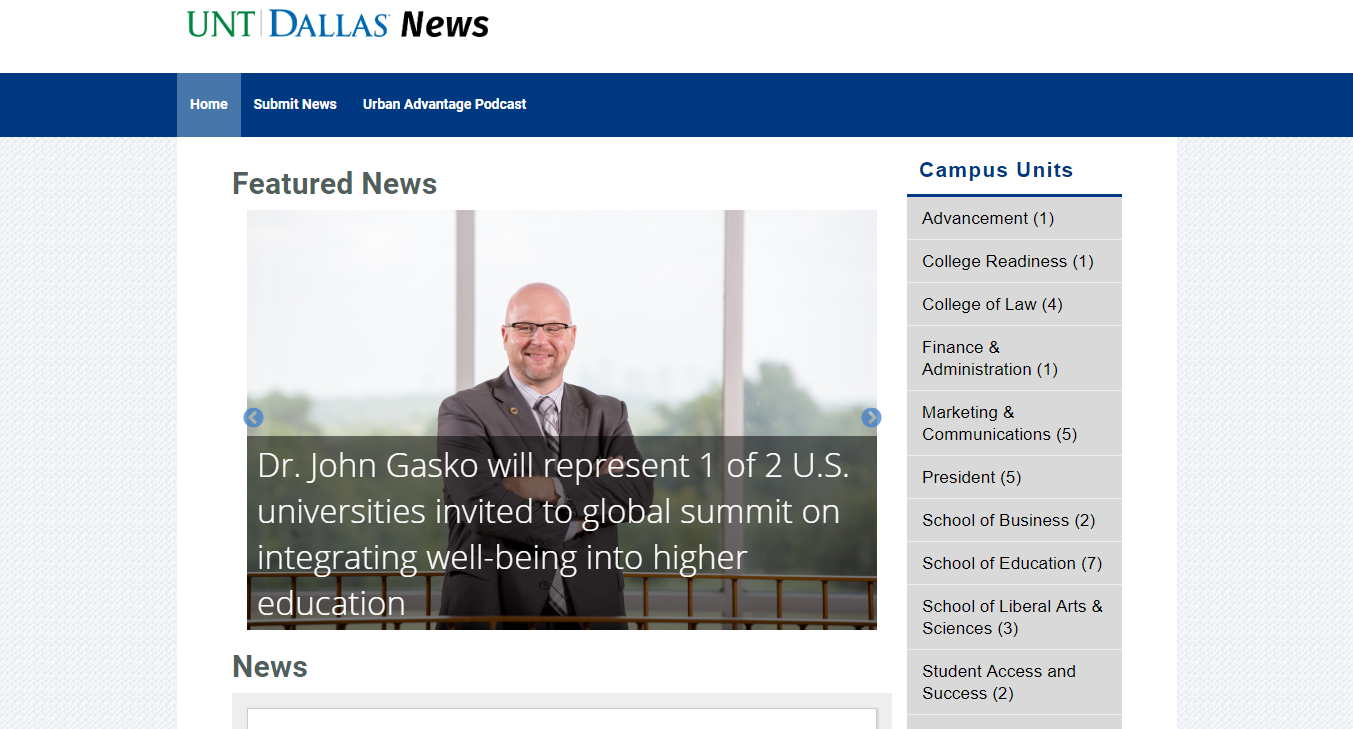 UNT | DALLAS News
Home
Submit News
Urban Advantage Podcast
Featured News
Dr. John Gasko will represent 1 of 2 U.S.
universities invited to global summit on
integrating well-being into higher
education
News
Campus Units
Advancement (1)
College Readiness (1)
College of Law (4)
Finance &
Administration (1)
Marketing &
Communications (5)
President (5)
School of Business (2)
School of Education (7)
School of Liberal Arts &
Sciences (3)
Student Access and
Success (2)